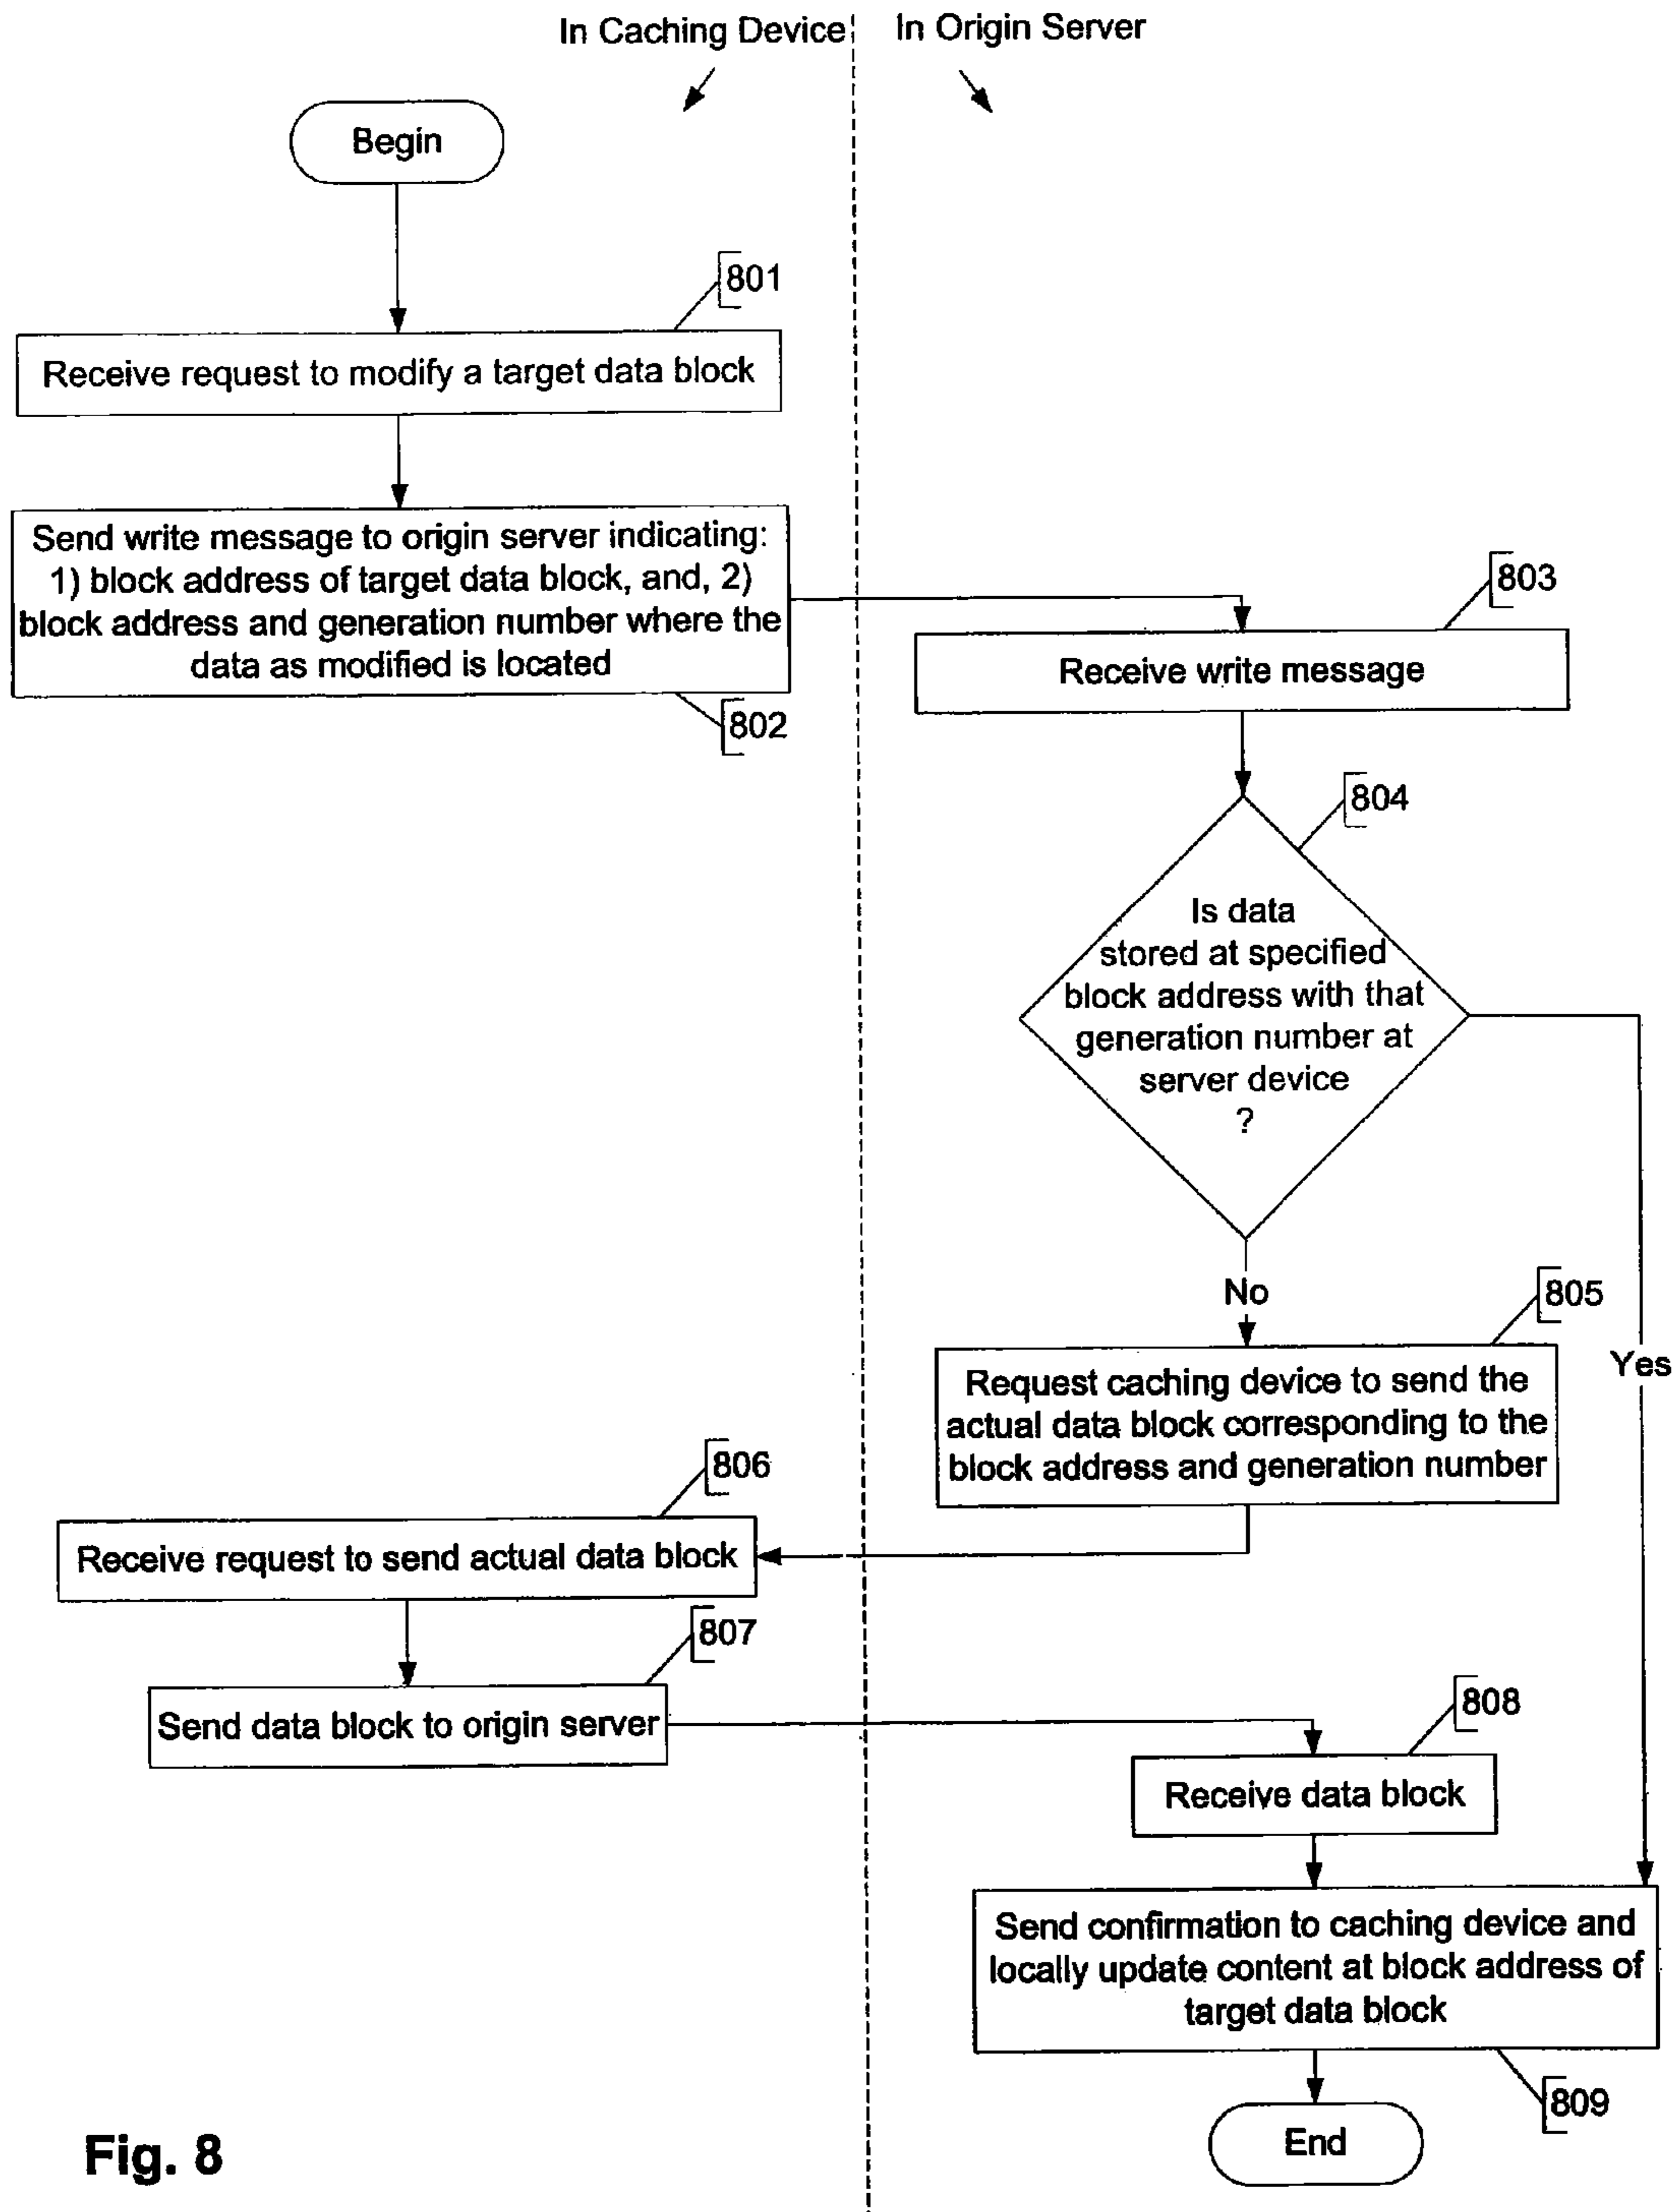 In Caching Device
In Origin Server
Begin
801
Receive request to modify a target data block
Send write message to origin server indicating:
1) block address of target data block, and, 2)
block address and generation number where the
data as modified is located
802
803
Receive write message
804
Is data
stored at specified
block address with that
generation number at
server device
?
No
Yes
805
Request caching device to send the
actual data block corresponding to the
block address and generation number
806
Receive request to send actual data block
807
Send data block to origin server
808
Receive data block
Send confirmation to caching device and
locally update content at block address of
target data block
809
End
Fig. 8